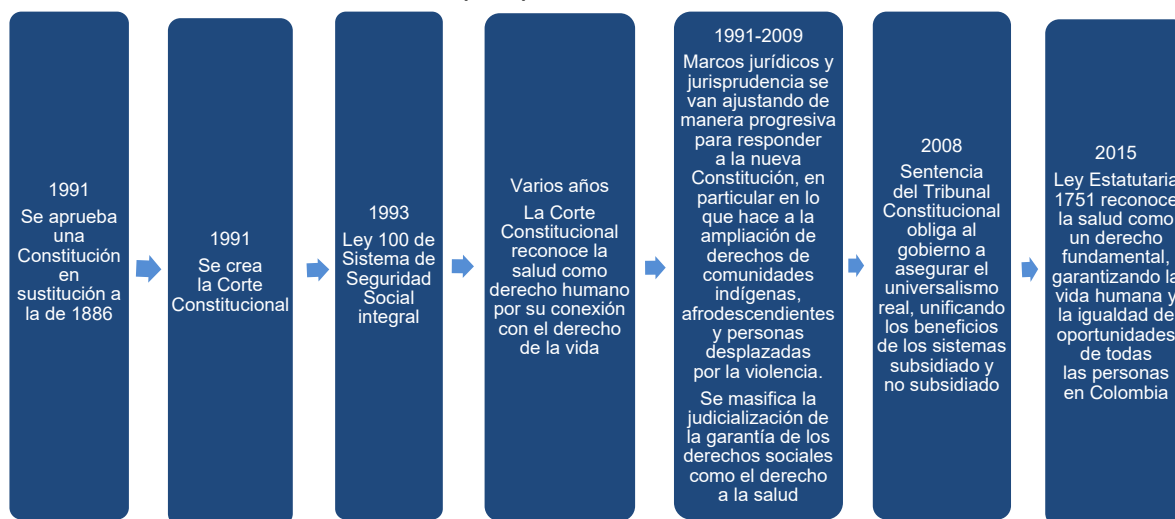 1991
Se aprueba
una
Constitución
en
sustitución a
la de 1886
1991
Se crea
la Corte
Constitucional
1993
Ley 100 de
Sistema de
Seguridad
Social
integral
Varios años
La Corte
Constitucional
reconoce la
salud como
derecho humano
por su conexión
con el derecho
de la vida
1991-2009
Marcos jurídicos y
jurisprudencia se
van ajustando de
manera progresiva
para responder
a la nueva
Constitución, en
particular en lo
que hace a la
ampliación de
derechos de
comunidades
indígenas,
afrodescendientes
y personas
desplazadas
por la violencia.
Se masifica la
judicialización de
la garantía de los
derechos sociales
como el derecho
a la salud
2008
Sentencia
del Tribunal
Constitucional
obliga al
gobierno a
asegurar el
universalismo
real, unificando
los beneficios
de los sistemas
subsidiado y
no subsidiado
2015
Ley Estatutaria
1751 reconoce
la salud como
un derecho
fundamental,
garantizando la
vida humana y
la igualdad de
oportunidades
de todas
las personas
en Colombia